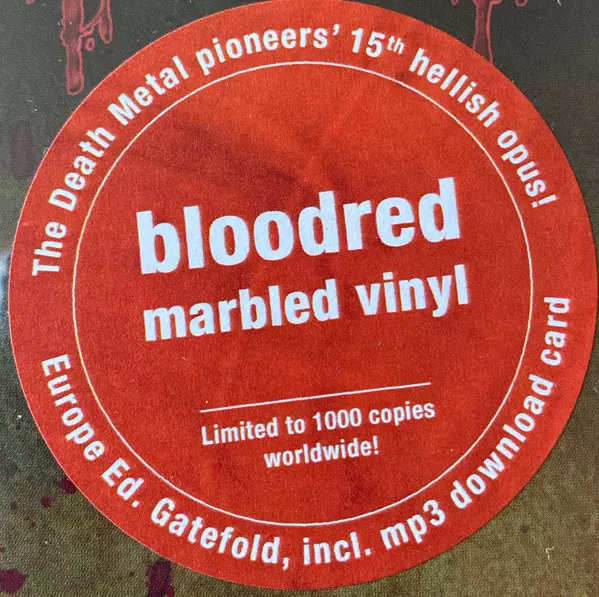 The Death Metal pioneers' 15th hellish opus!
bloodred
marbled vinyl
Limited to 1000 copies
worldwide!
Europe Ed. Gatefold, incl. mp3 download card